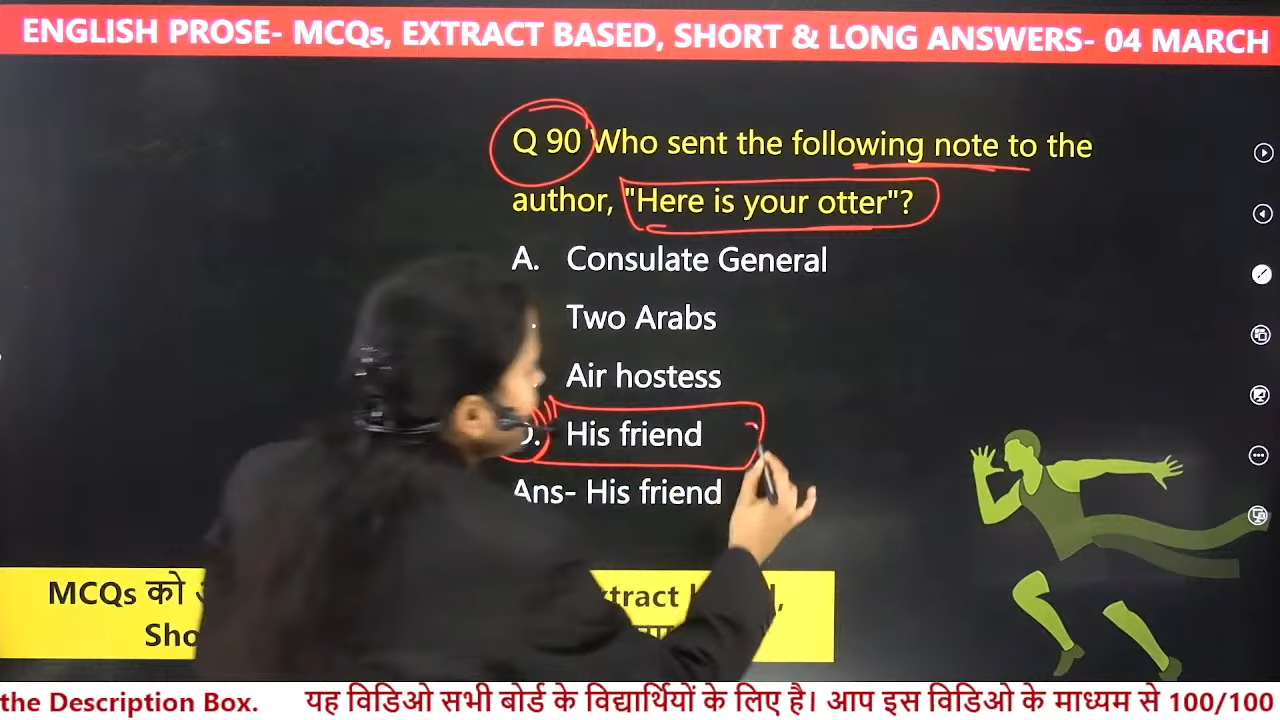 ENGLISH PROSE- MCQs, EXTRACT BASED, SHORT & LONG ANSWERS- 04 MARCH
Q 90 Who sent the following note to the
author, "Here is your otter"?
A. Consulate General
Two Arabs
Air hostess
D. His friend
Ans- His friend
MCQs को
the Description Box. यह विडिओ सभी बोर्ड के विद्यार्थियों के लिए है। आप इस विडिओ के माध्यम से 100/100